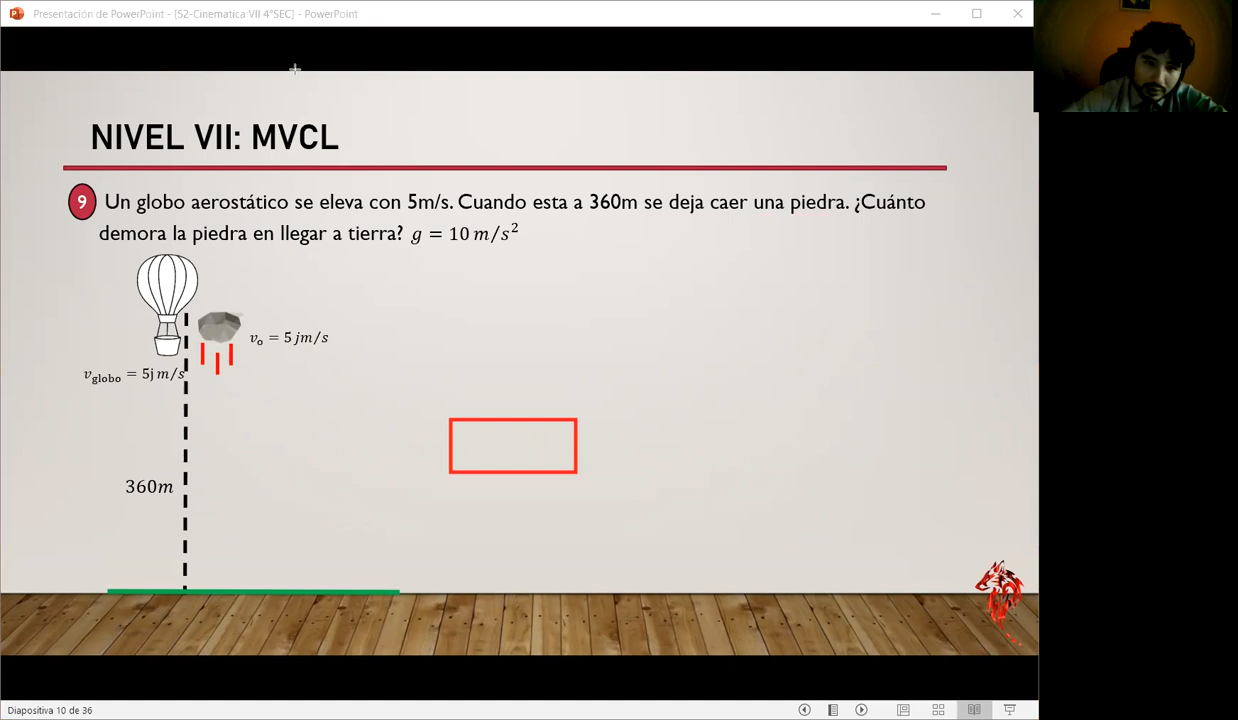 Presentación de PowerPoint - [S2-Cinematica VII 4°SEC] - PowerPoint
NIVEL VII: MVCL
9 Un globo aerostático se eleva con 5m/s. Cuando esta a 360m se deja caer una piedra. ¿Cuánto
demora la piedra en llegar a tierra? g = 10 m/s²
vₒ = 5 jm/s
v_globo = 5j m/s
360m
Diapositiva 10 de 36